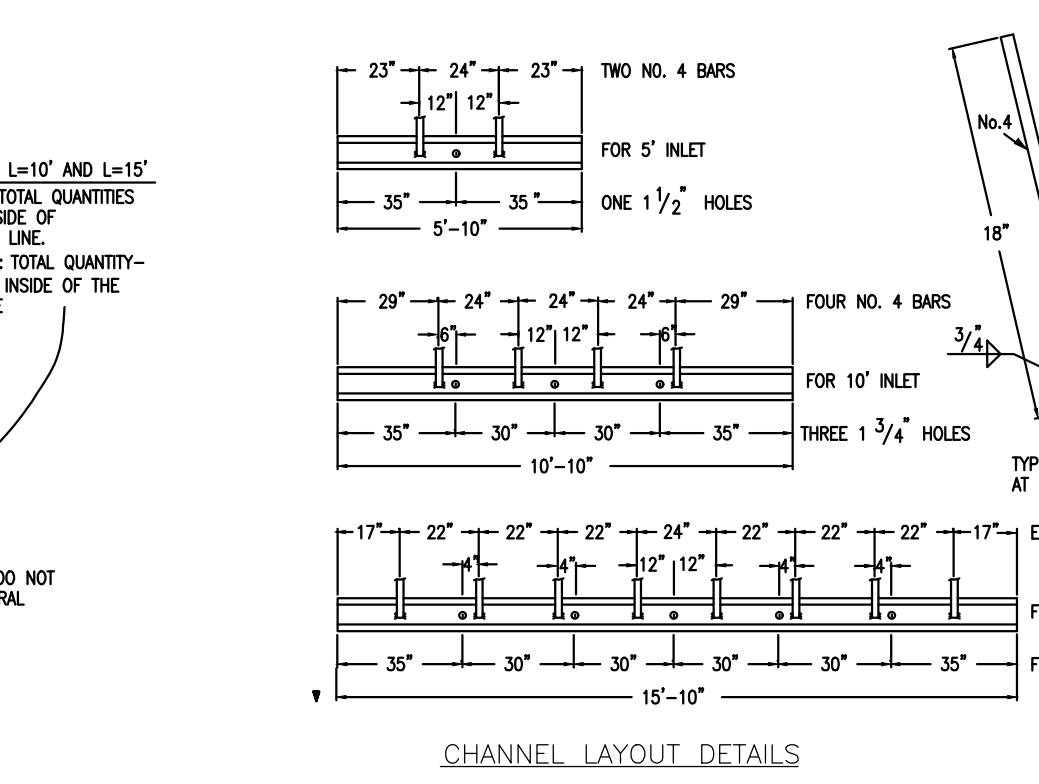 L=10' AND L=15'
TOTAL QUANTITIES
SIDE OF
LINE.
: TOTAL QUANTITY-
INSIDE OF THE
DO NOT
23" 24" 23" TWO NO. 4 BARS
12" 12"
FOR 5' INLET
35" 35" ONE 1 1/2" HOLES
5'-10"
29" 24" 24" 24" 29" FOUR NO. 4 BARS
6" 12" 12" 6"
FOR 10' INLET
35" 30" 30" 35" THREE 1 3/4" HOLES
10'-10"
17" 22" 22" 22" 24" 22" 22" 22" 17" E
4" 4" 12" 12" 4" 4"
F
35" 30" 30" 30" 30" 35" F
15'-10"
CHANNEL LAYOUT DETAILS
No.4
18"
3/4"
TYP
AT